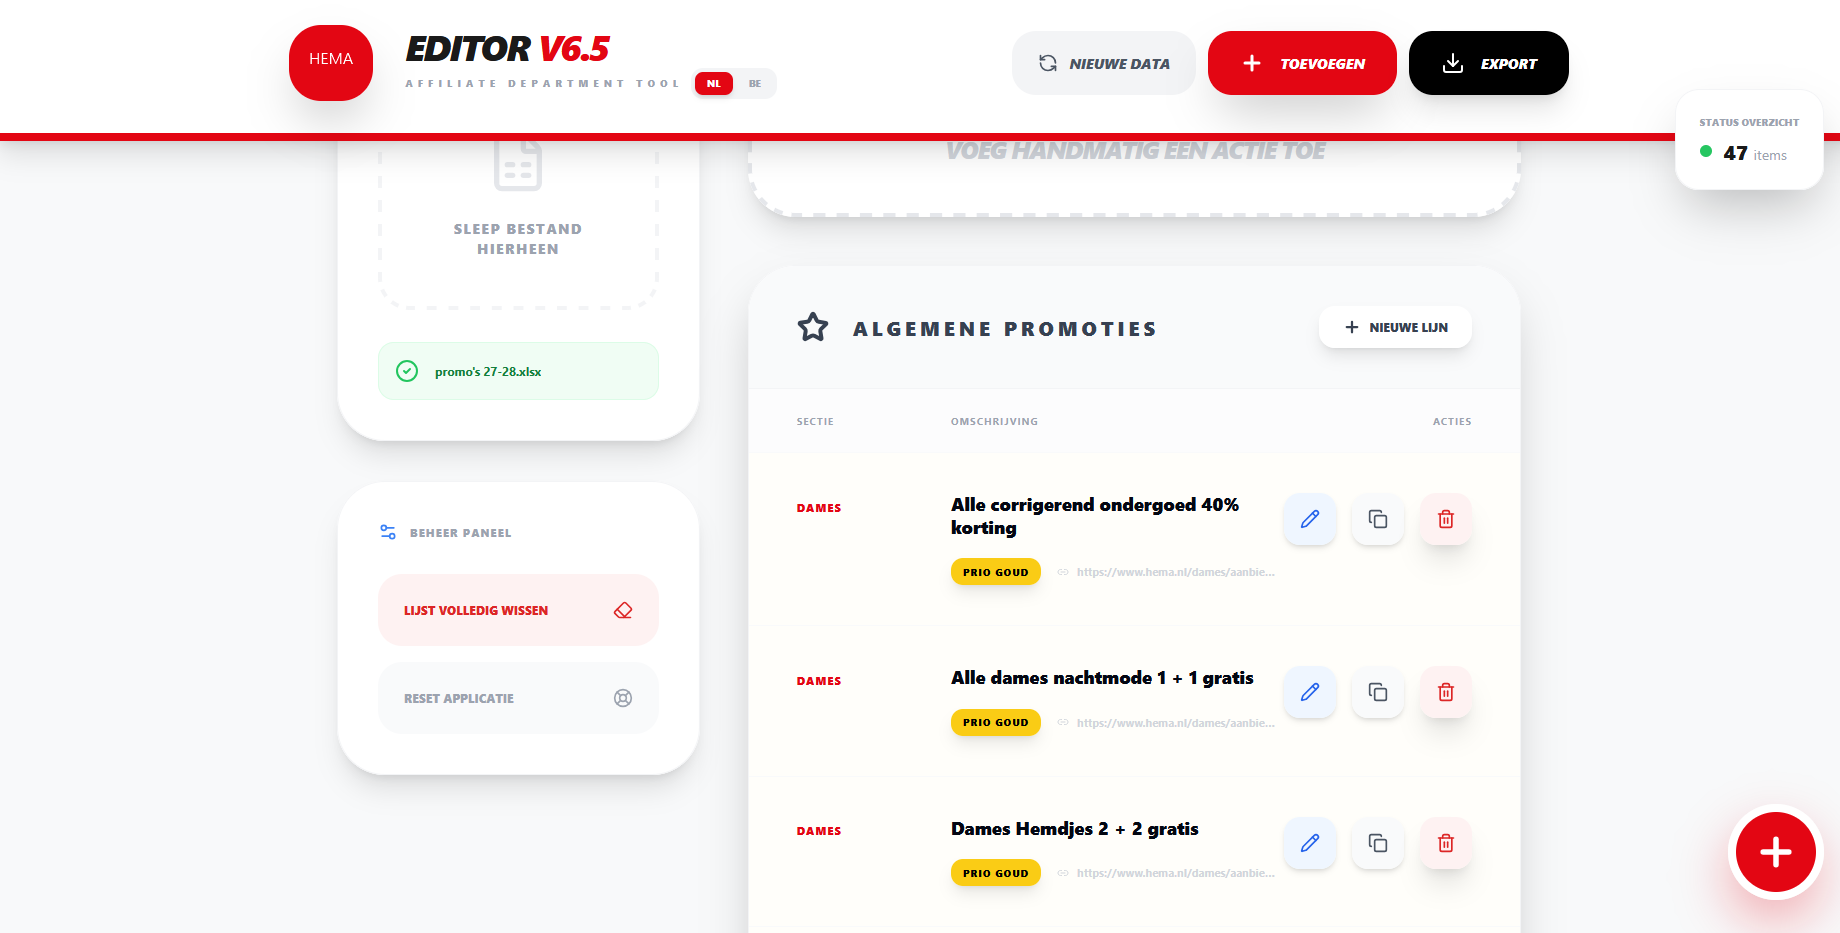 HEMA
EDITOR V6.5
AFFILIATE DEPARTMENT TOOL
NL
BE
NIEUWE DATA
TOEVOEGEN
EXPORT
STATUS OVERZICHT
47 items
SLEEP BESTAND
HIERHEEN
promo's 27-28.xlsx
BEHEER PANEEL
LIJST VOLLEDIG WISSEN
RESET APPLICATIE
VOEG HANDMATIG EEN ACTIE TOE
ALGEMENE PROMOTIES
NIEUWE LIJN
SECTIE
OMSCHRIJVING
ACTIES
DAMES
Alle corrigerend ondergoed 40%
korting
PRIO GOUD
https://www.hema.nl/dames/aanbie...
DAMES
Alle dames nachtmode 1 + 1 gratis
PRIO GOUD
https://www.hema.nl/dames/aanbie...
DAMES
Dames Hemdjes 2 + 2 gratis
PRIO GOUD
https://www.hema.nl/dames/aanbie...